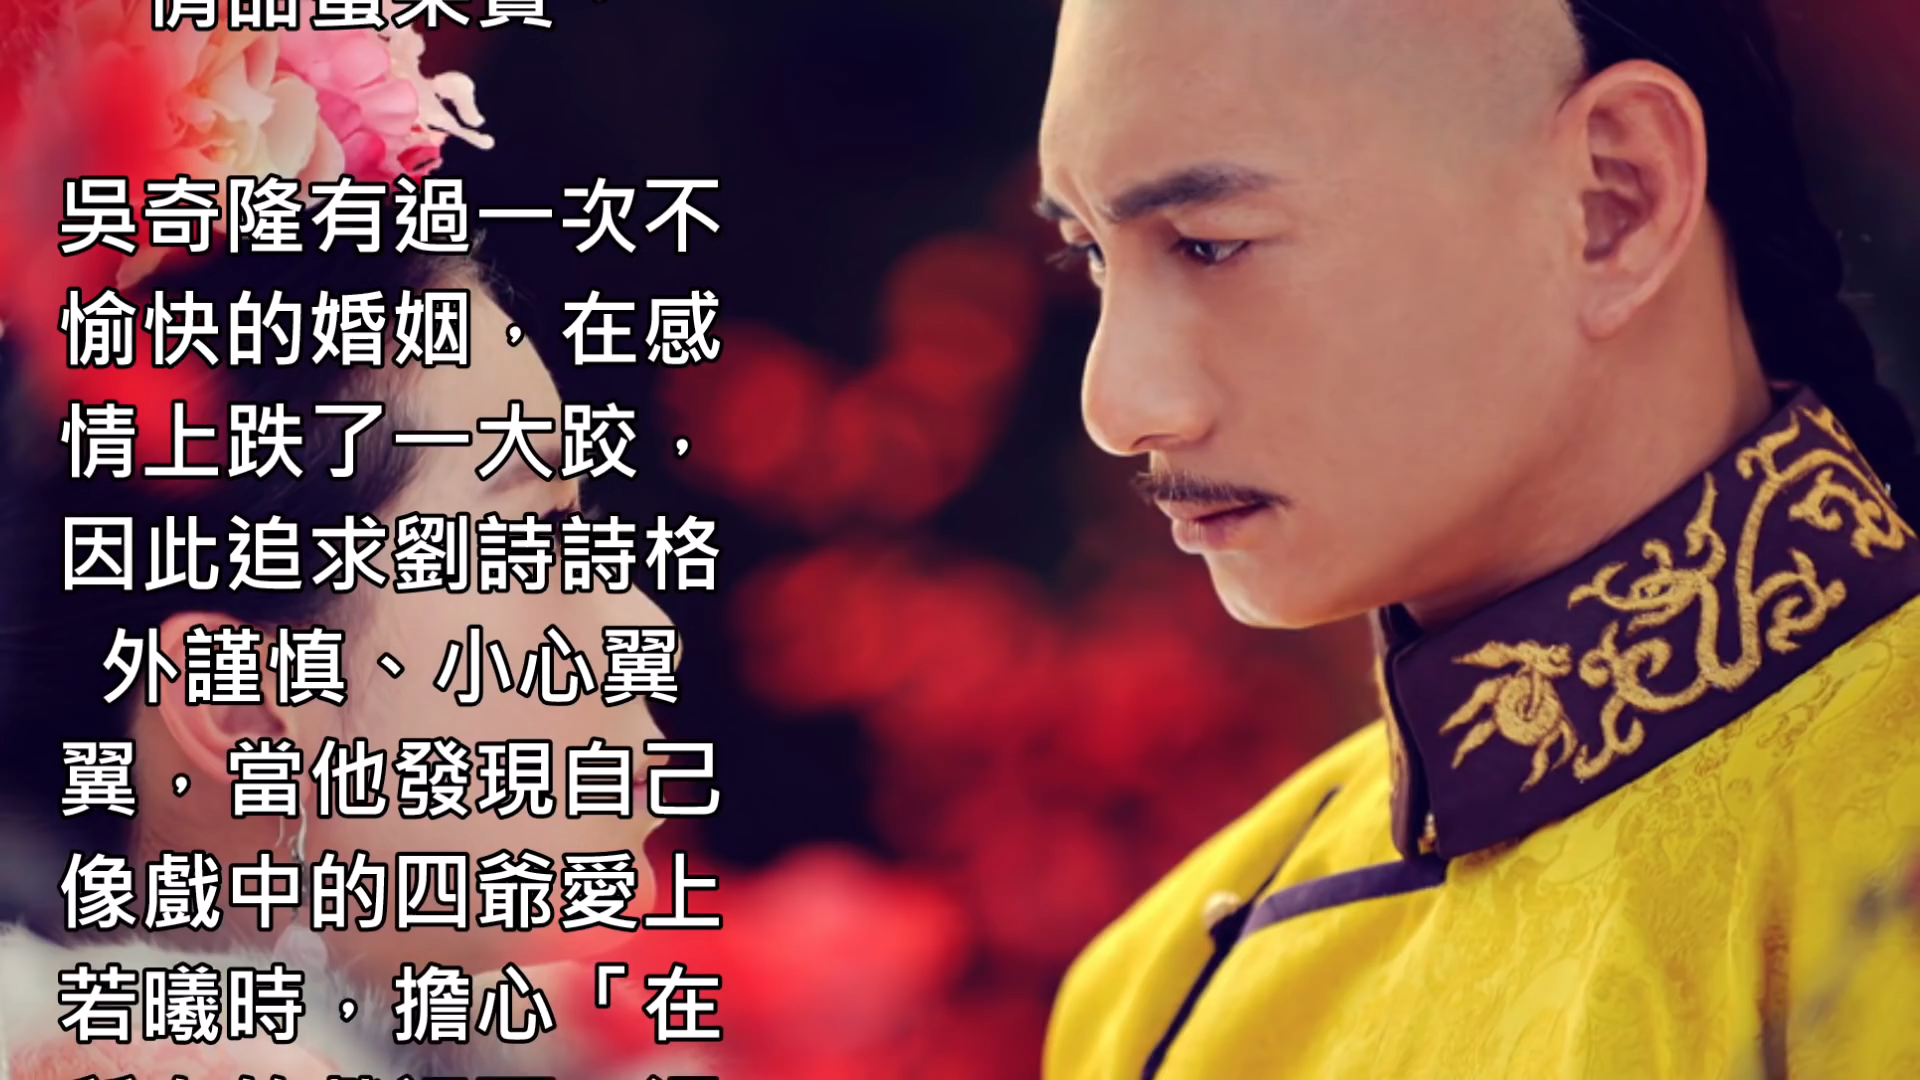 吳奇隆有過一次不
愉快的婚姻，在感
情上跌了一大跤，
因此追求劉詩詩格
外謹慎、小心翼
翼，當他發現自己
像戲中的四爺愛上
若曦時，擔心「在